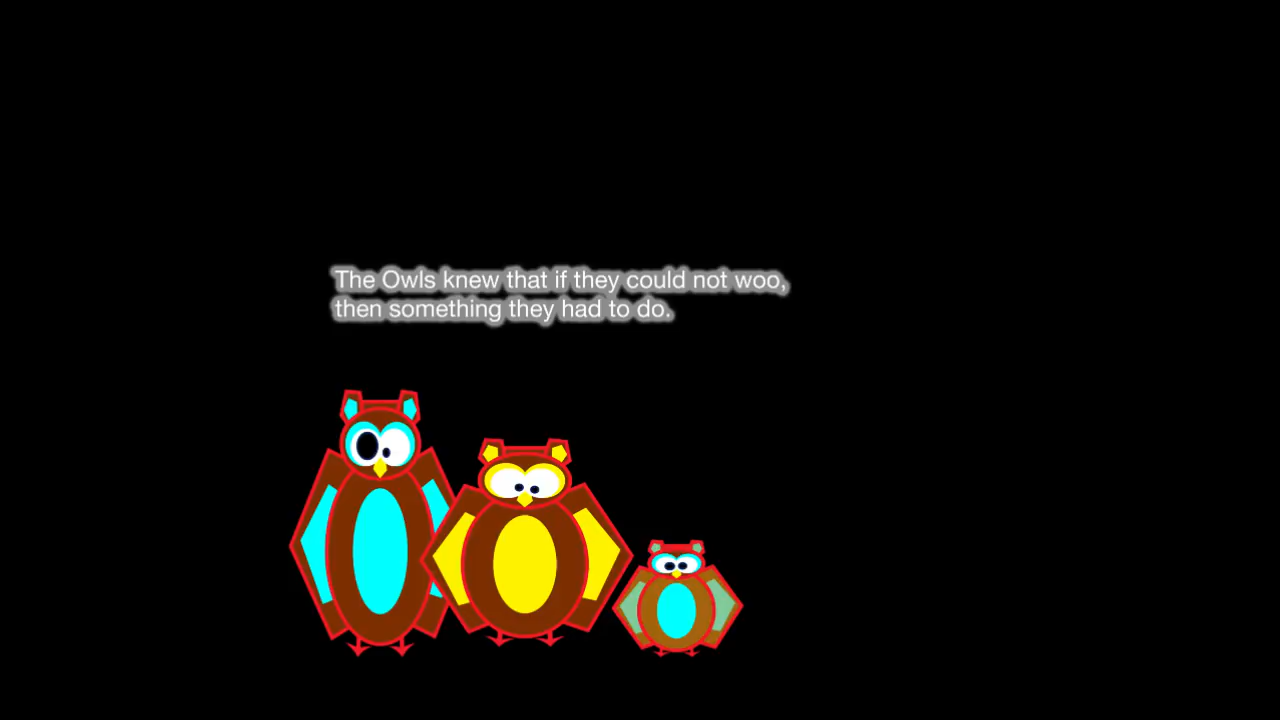 The Owls knew that if they could not woo,
then something they had to do.